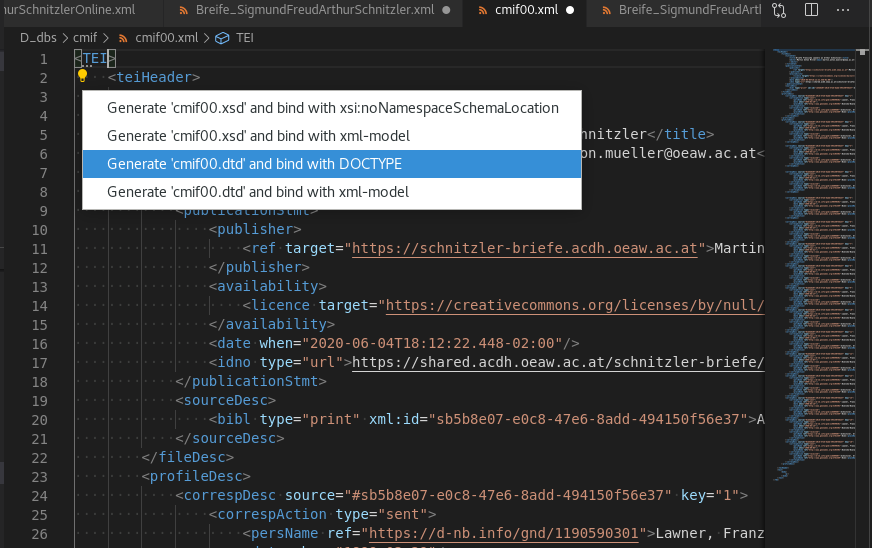 hurSchnitzlerOnline.xml Breife_SigmundFreudArthurSchnitzler.xml cmif00.xml Breife_SigmundFreudArtl
D_dbs > cmif > cmif00.xml > TEI
1 <TEI>
2 <teiHeader>
3
Generate 'cmif00.xsd' and bind with xsi:noNamespaceSchemaLocation
4
Generate 'cmif00.xsd' and bind with xml-model
5 chnitzler</title>
6 on.mueller@oeaw.ac.at<
Generate 'cmif00.dtd' and bind with DOCTYPE
7
Generate 'cmif00.dtd' and bind with xml-model
8
9 <publicationStmt>
10 <publisher>
11 <ref target="https://schnitzler-briefe.acdh.oeaw.ac.at">Martin
12 </publisher>
13 <availability>
14 <licence target="https://creativecommons.org/licenses/by/null/
15 </availability>
16 <date when="2020-06-04T18:12:22.448-02:00"/>
17 <idno type="url">https://shared.acdh.oeaw.ac.at/schnitzler-briefe/
18 </publicationStmt>
19 <sourceDesc>
20 <bibl type="print" xml:id="sb5b8e07-e0c8-47e6-8add-494150f56e37">A
21 </sourceDesc>
22 </fileDesc>
23 <profileDesc>
24 <correspDesc source="#sb5b8e07-e0c8-47e6-8add-494150f56e37" key="1">
25 <correspAction type="sent">
26 <persName ref="https://d-nb.info/gnd/1190590301">Lawner, Franz